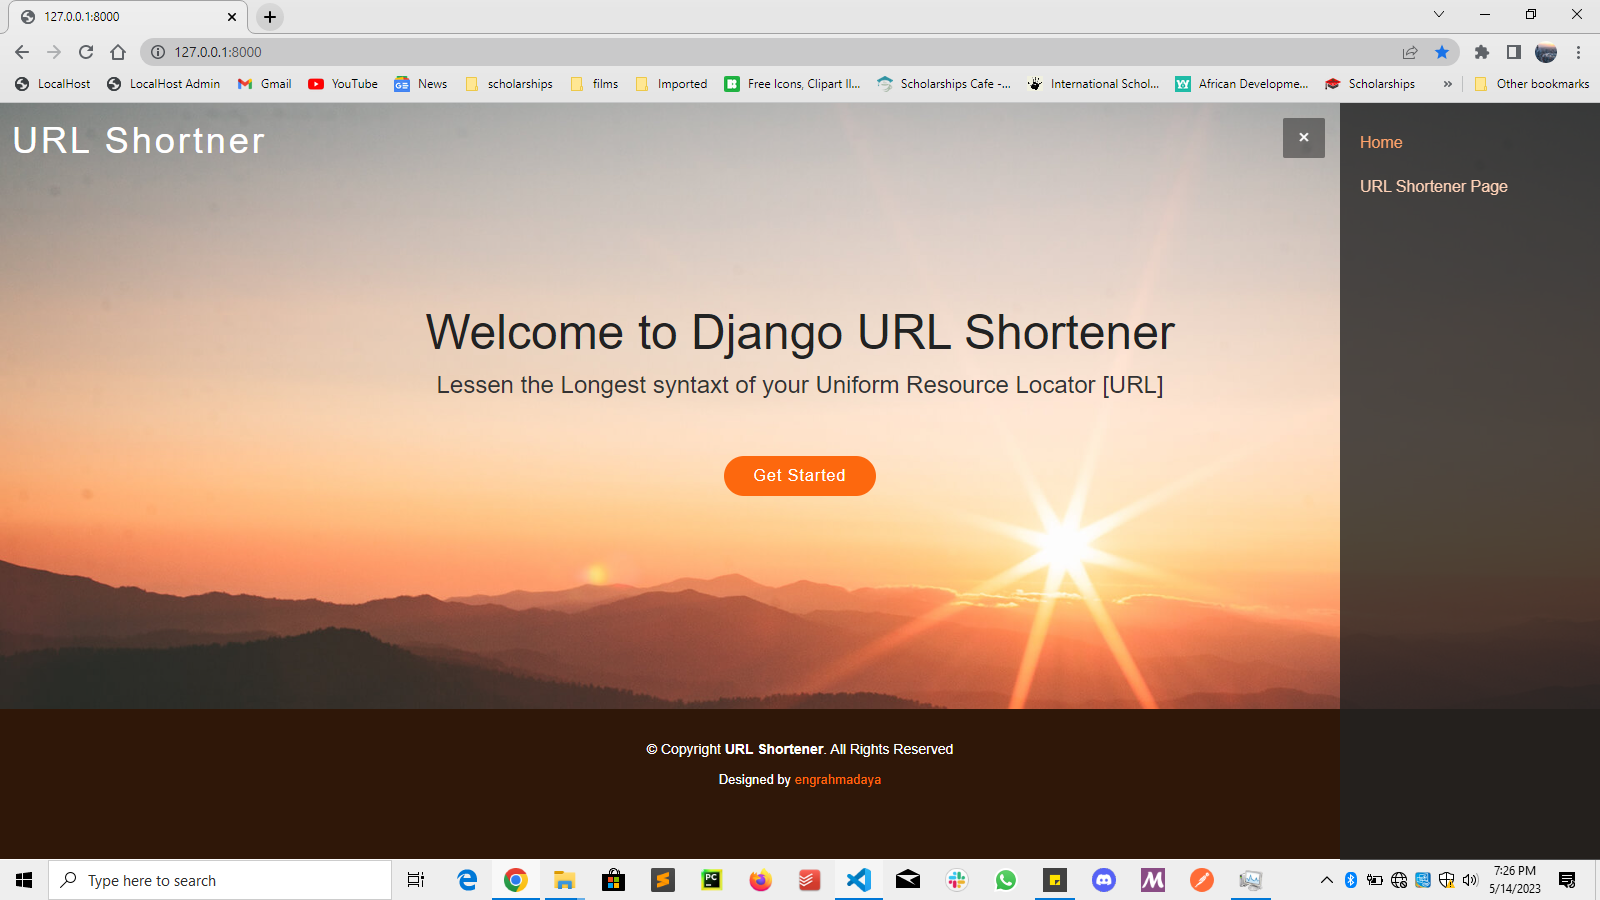 127.0.0.1:8000
127.0.0.1:8000
LocalHost LocalHost Admin Gmail YouTube News scholarships films Imported Free Icons, Clipart Il... Scholarships Cafe -... International Schol... African Developme... Scholarships » Other bookmarks
URL Shortner
Home
URL Shortener Page
Welcome to Django URL Shortener
Lessen the Longest syntaxt of your Uniform Resource Locator [URL]
Get Started
© Copyright URL Shortener. All Rights Reserved
Designed by engrahmadaya
Type here to search
7:26 PM
5/14/2023